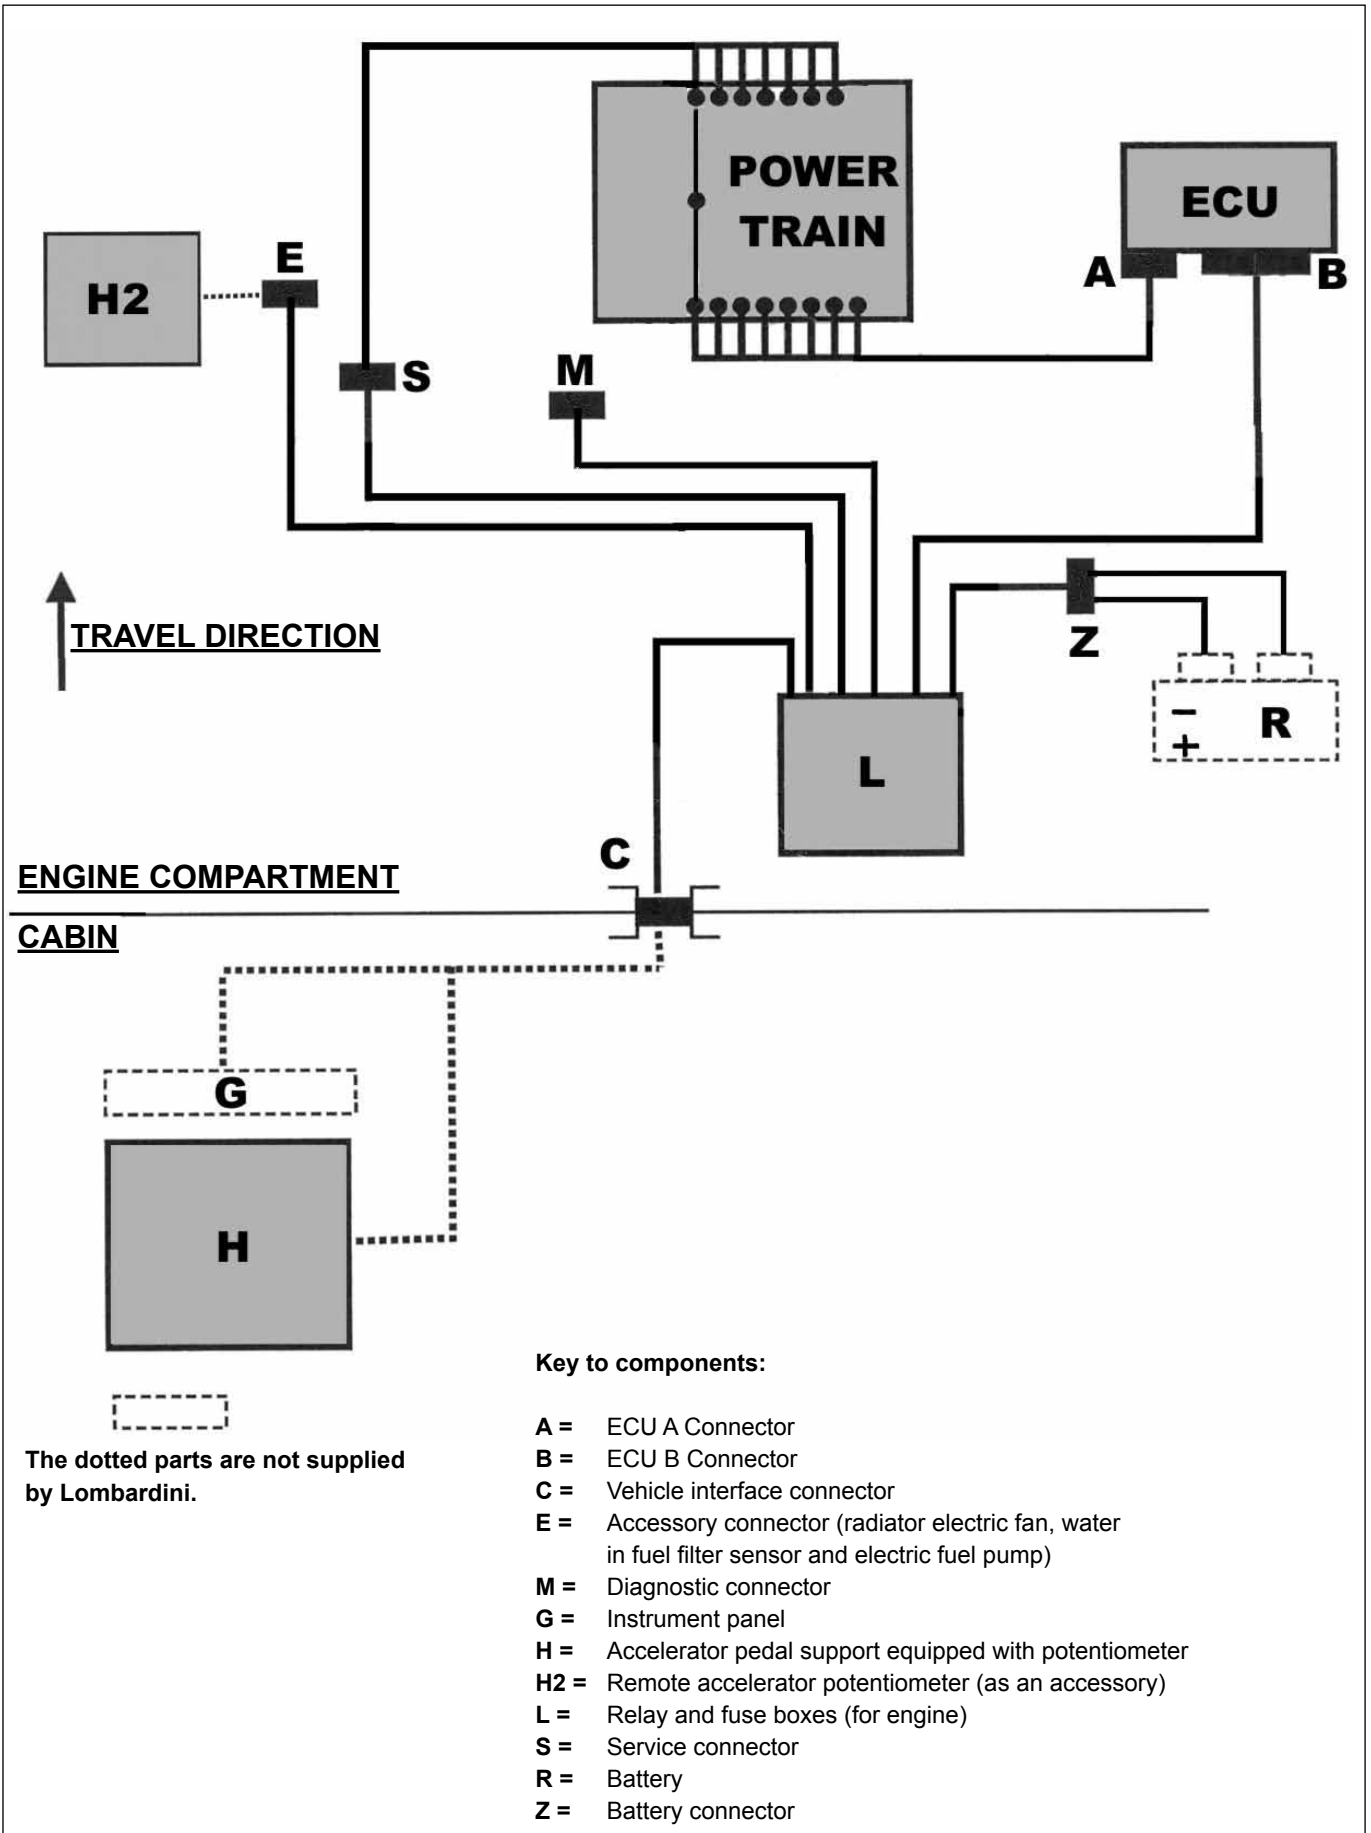 POWER
TRAIN
ECU
A
B
H2
E
S
M
TRAVEL DIRECTION
Z
−
+
R
L
C
ENGINE COMPARTMENT
CABIN
G
H
The dotted parts are not supplied
by Lombardini.
Key to components:
A = ECU A Connector
B = ECU B Connector
C = Vehicle interface connector
E = Accessory connector (radiator electric fan, water
in fuel filter sensor and electric fuel pump)
M = Diagnostic connector
G = Instrument panel
H = Accelerator pedal support equipped with potentiometer
H2 = Remote accelerator potentiometer (as an accessory)
L = Relay and fuse boxes (for engine)
S = Service connector
R = Battery
Z = Battery connector